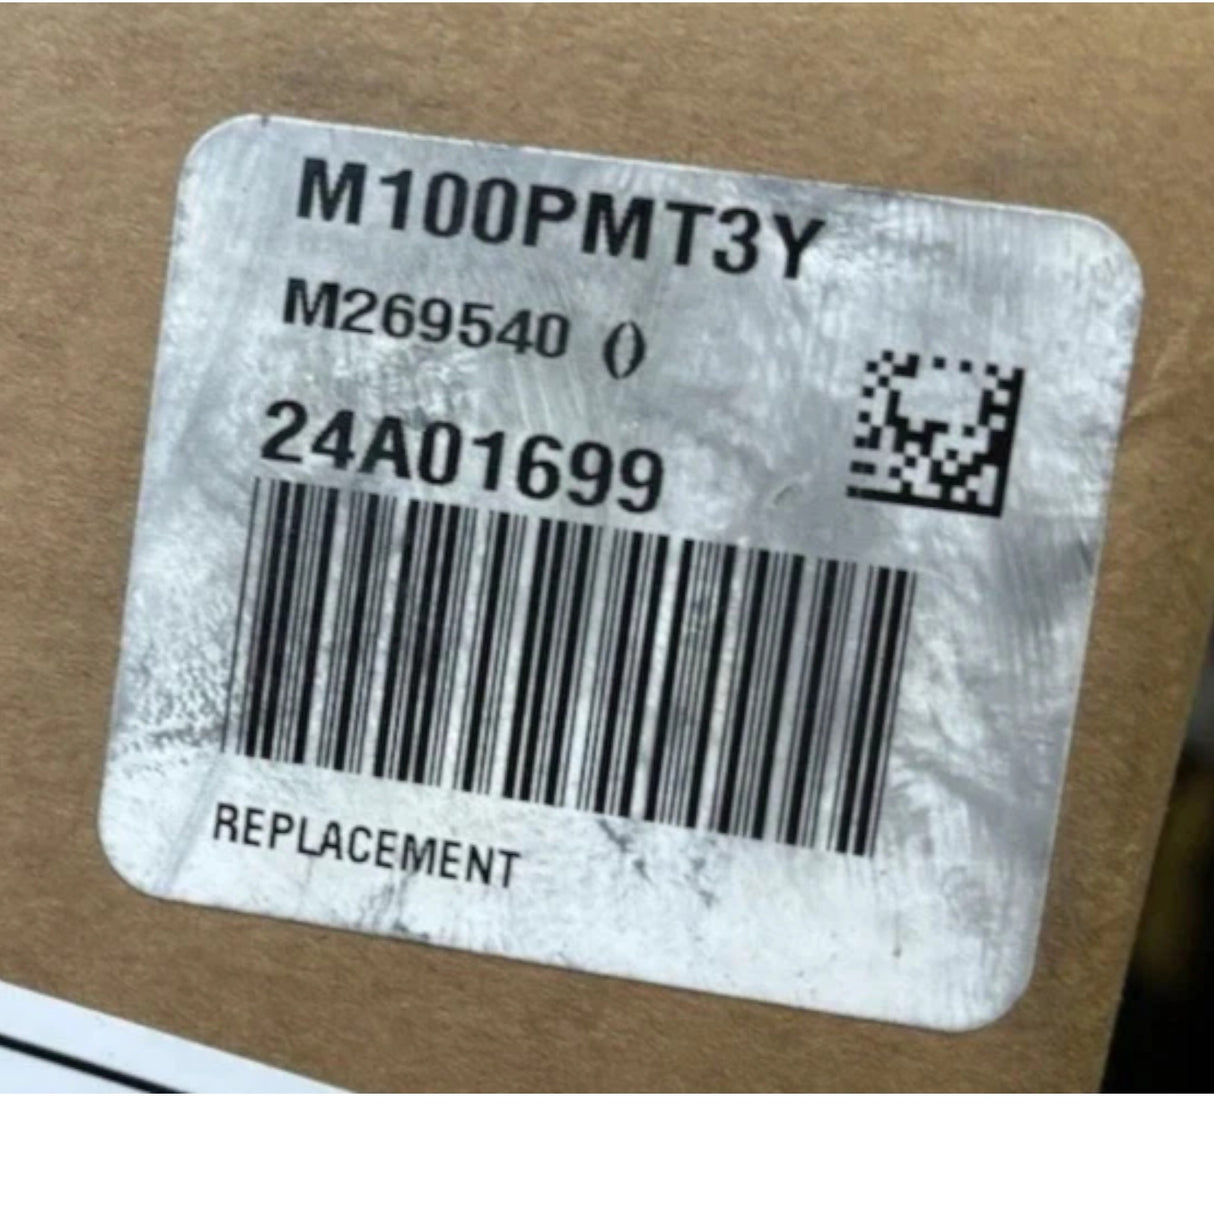 M100PMT3Y
M269540 ()
24A01699
REPLACEMENT